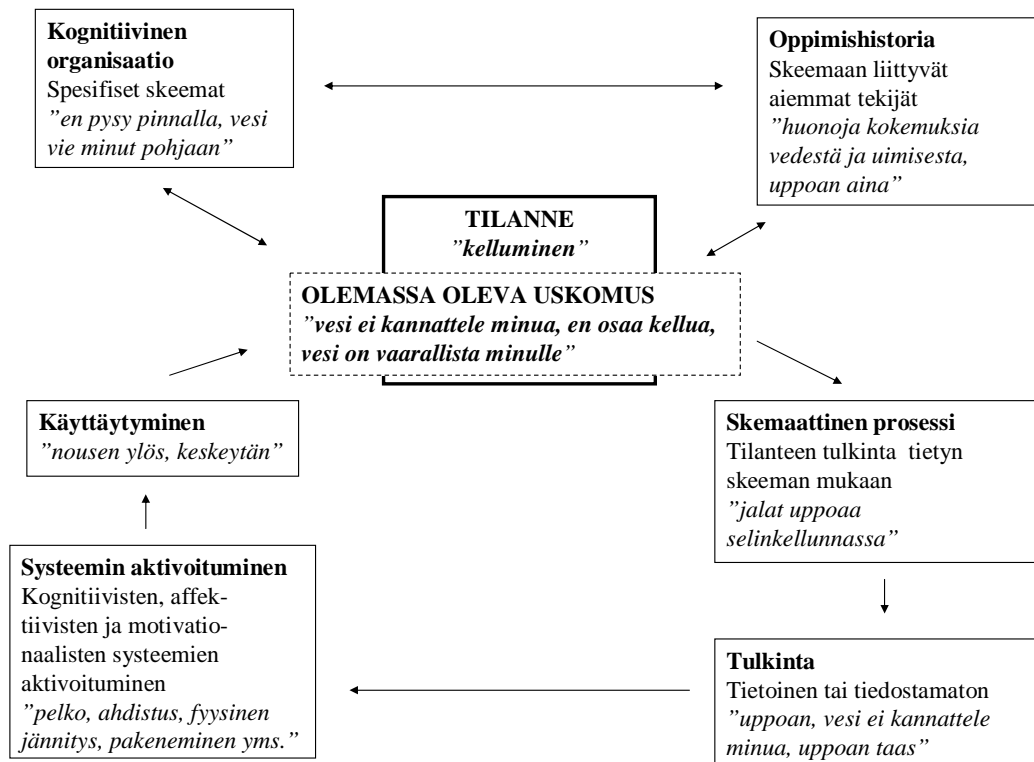 Kognitiivinen
organisaatio
Spesifiset skeemat
”en pysy pinnalla, vesi
vie minut pohjaan”
Oppimishistoria
Skeemaan liittyvät
aiemmat tekijät
”huonoja kokemuksia
vedestä ja uimisesta,
uppoan aina”
TILANNE
”kelluminen”
OLEMASSA OLEVA USKOMUS
”vesi ei kannattele minua, en osaa kellua,
vesi on vaarallista minulle”
Käyttäytyminen
”nousen ylös, keskeytän”
Skemaattinen prosessi
Tilanteen tulkinta tietyn
skeeman mukaan
”jalat uppoaa
selinkellunnassa”
Systeemin aktivoituminen
Kognitiivisten, affek-
tiivisten ja motivatio-
naalisten systeemien
aktivoituminen
”pelko, ahdistus, fyysinen
jännitys, pakeneminen yms.”
Tulkinta
Tietoinen tai tiedostamaton
”uppoan, vesi ei kannattele
minua, uppoan taas”